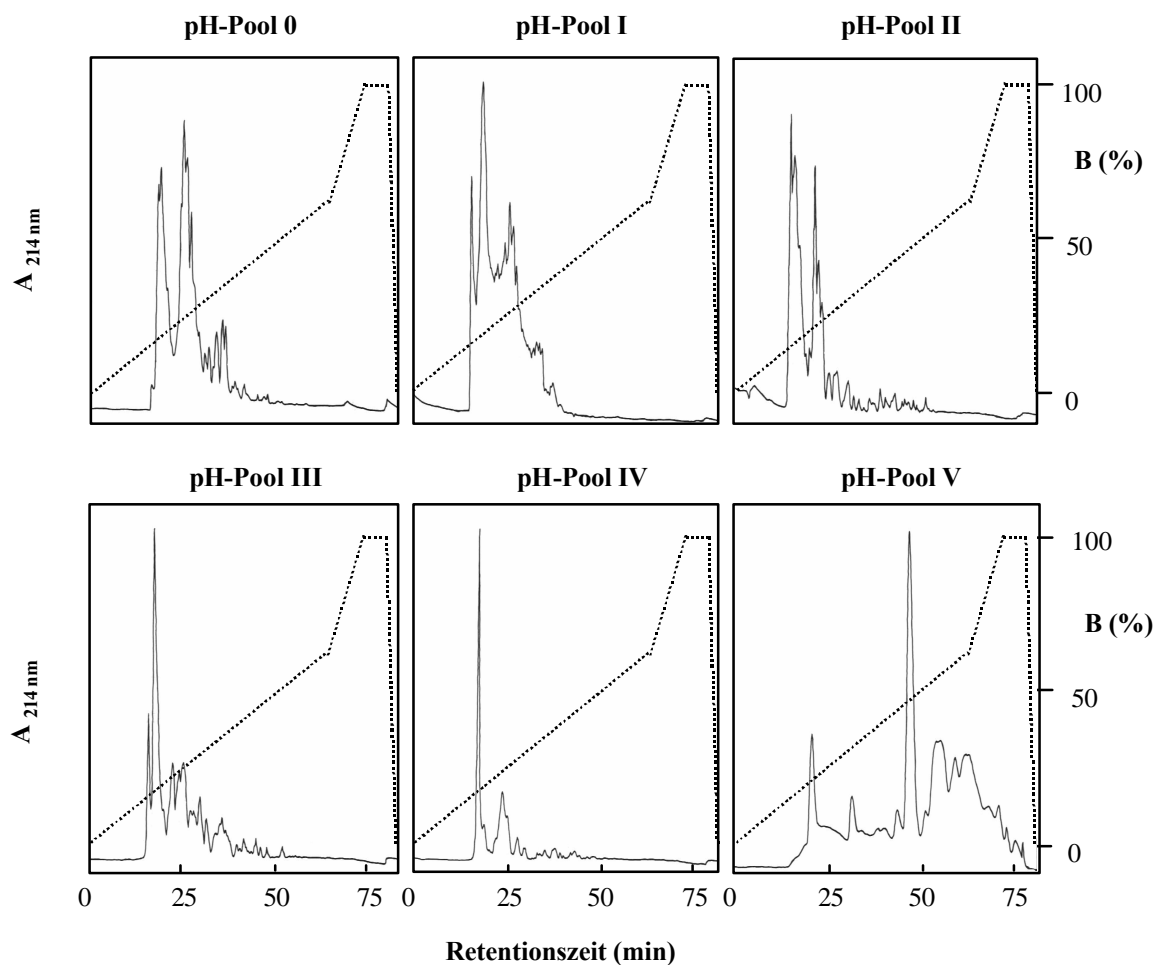 pH-Pool 0 pH-Pool I pH-Pool II
100
B (%)
A 214 nm
50
0
pH-Pool III pH-Pool IV pH-Pool V
100
B (%)
A 214 nm
50
0
0 25 50 75 0 25 50 75 0 25 50 75
Retentionszeit (min)